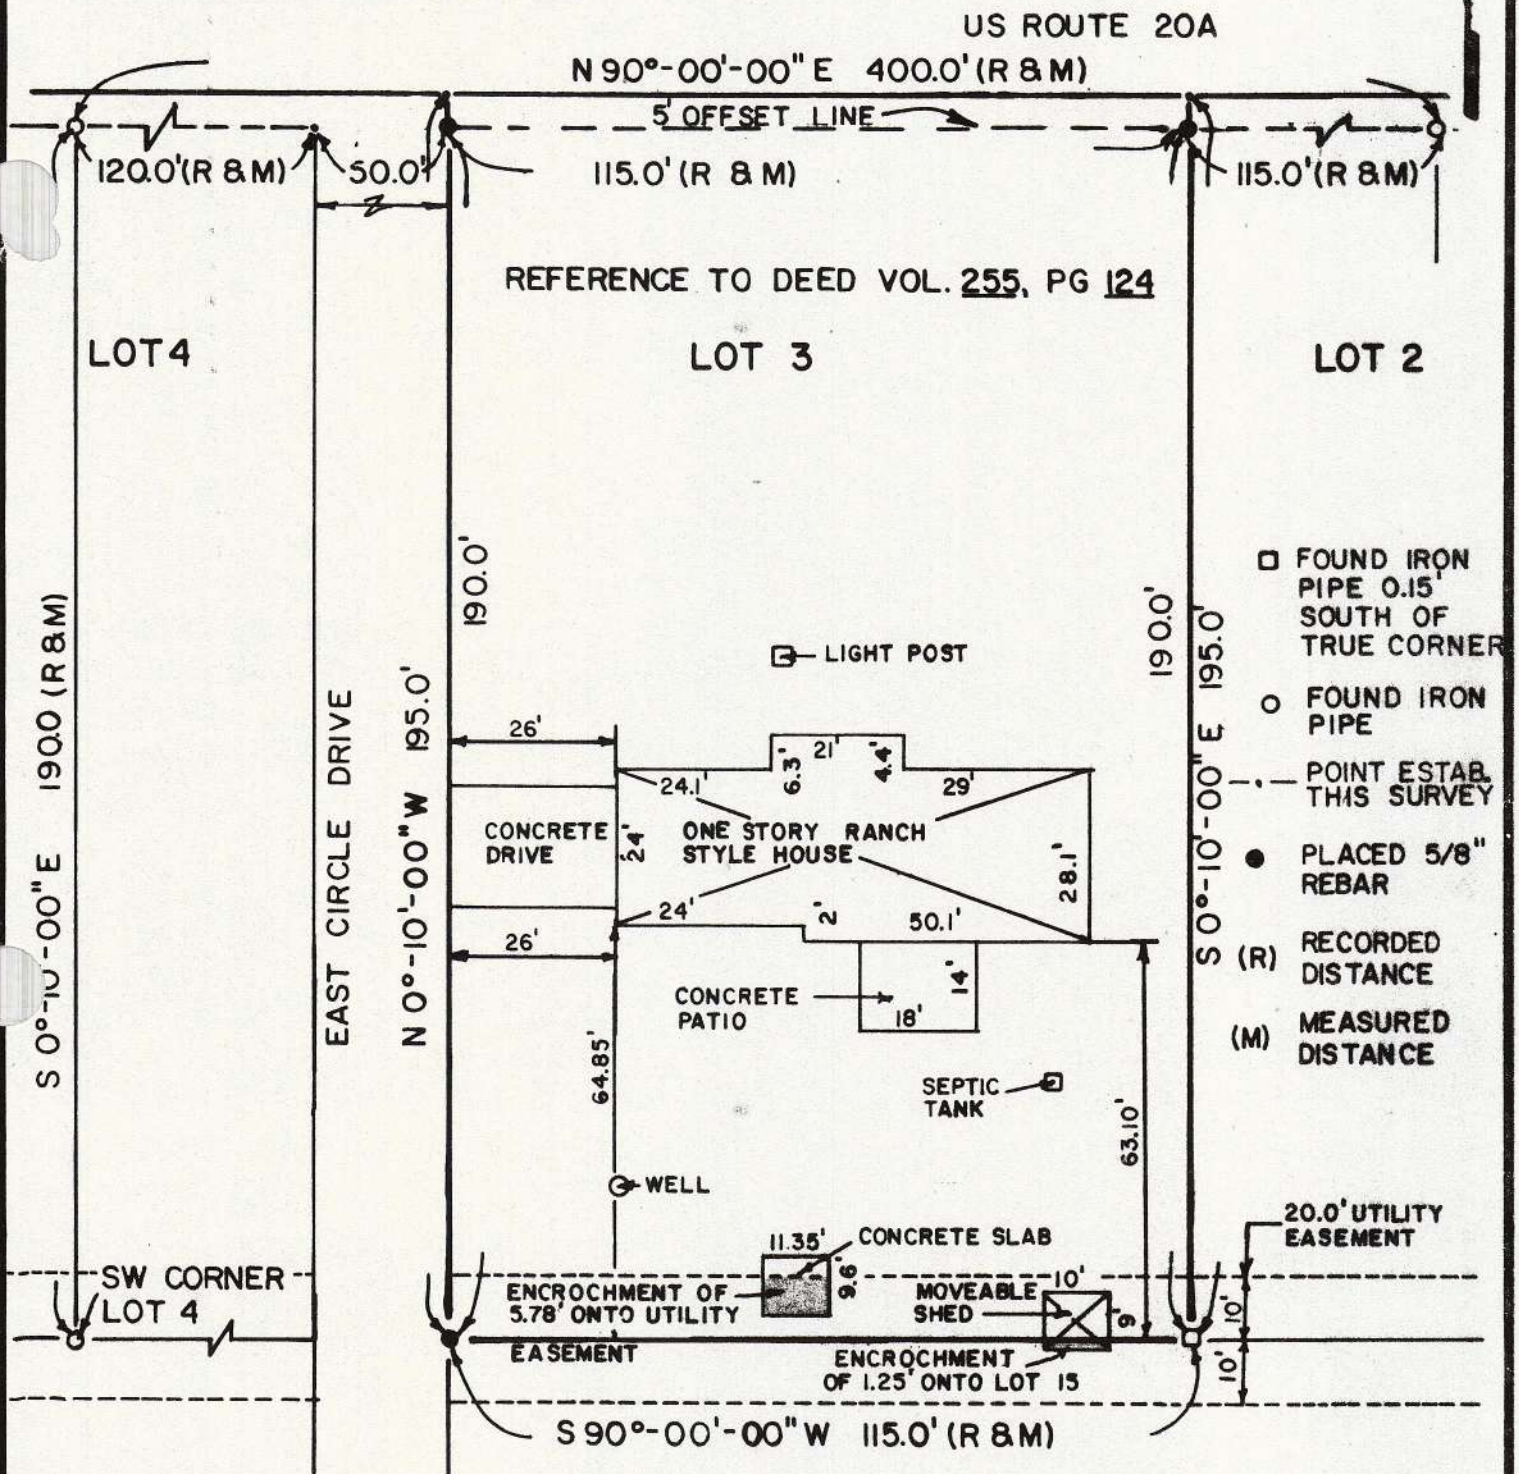 US ROUTE 20A
N 90°-00'-00" E 400.0' (R & M)
5' OFFSET LINE
120.0' (R & M)
50.0'
115.0' (R & M)
115.0' (R & M)
REFERENCE TO DEED VOL. 255, PG 124
LOT 4
LOT 3
LOT 2
S 0°-10'-00" E 190.0 (R & M)
EAST CIRCLE DRIVE
N 0°-10'-00" W 195.0'
190.0'
190.0'
S 0°-10'-00" E 195.0'
FOUND IRON
PIPE 0.15'
SOUTH OF
TRUE CORNER
FOUND IRON
PIPE
POINT ESTAB.
THIS SURVEY
PLACED 5/8"
REBAR
(R) RECORDED
DISTANCE
(M) MEASURED
DISTANCE
LIGHT POST
26'
24.1'
6.3'
21'
4.4'
29'
CONCRETE
DRIVE
24'
ONE STORY RANCH
STYLE HOUSE
28.1'
24'
2'
50.1'
26'
CONCRETE
PATIO
14'
18'
64.85'
SEPTIC
TANK
63.10'
WELL
20.0' UTILITY
EASEMENT
11.35'
CONCRETE SLAB
9.6'
SW CORNER
LOT 4
ENCROCHMENT OF
5.78' ONTO UTILITY
EASEMENT
MOVEABLE
SHED
10'
9'
10'
10'
ENCROCHMENT
OF 1.25' ONTO LOT 15
S 90°-00'-00" W 115.0' (R & M)